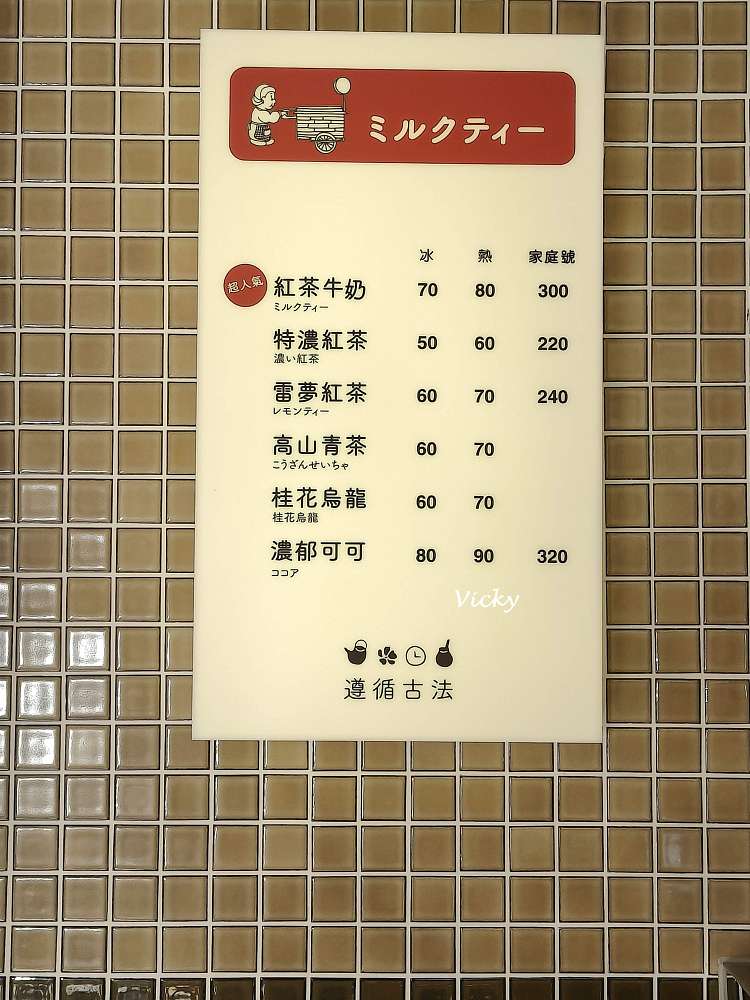 ミルクティー
冰 熱 家庭號
超人氣 紅茶牛奶 70 80 300
ミルクティー
特濃紅茶 50 60 220
濃い紅茶
雷夢紅茶 60 70 240
レモンティー
高山青茶 60 70
こうざんせいちゃ
桂花烏龍 60 70
桂花烏龍
濃郁可可 80 90 320
ココア
Vicky
遵循古法